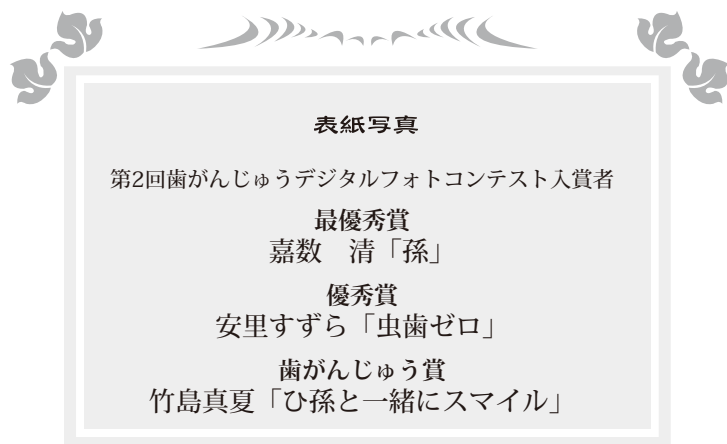 表紙写真
第2回歯がんじゅうデジタルフォトコンテスト入賞者
最優秀賞
嘉数　清「孫」
優秀賞
安里すずら「虫歯ゼロ」
歯がんじゅう賞
竹島真夏「ひ孫と一緒にスマイル」